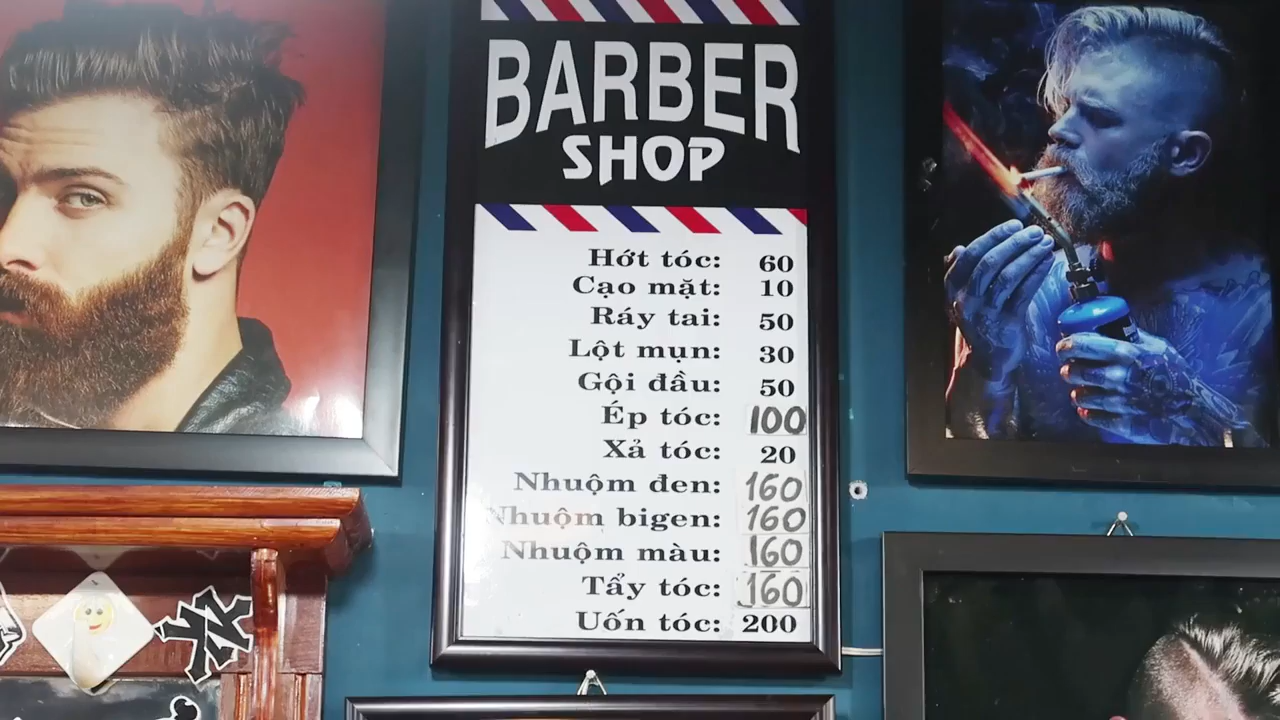 BARBER
SHOP
Hớt tóc: 60
Cạo mặt: 10
Ráy tai: 50
Lột mụn: 30
Gội đầu: 50
Ép tóc: 100
Xả tóc: 20
Nhuộm đen: 160
Nhuộm bigen: 160
Nhuộm màu: 160
Tẩy tóc: 160
Uốn tóc: 200